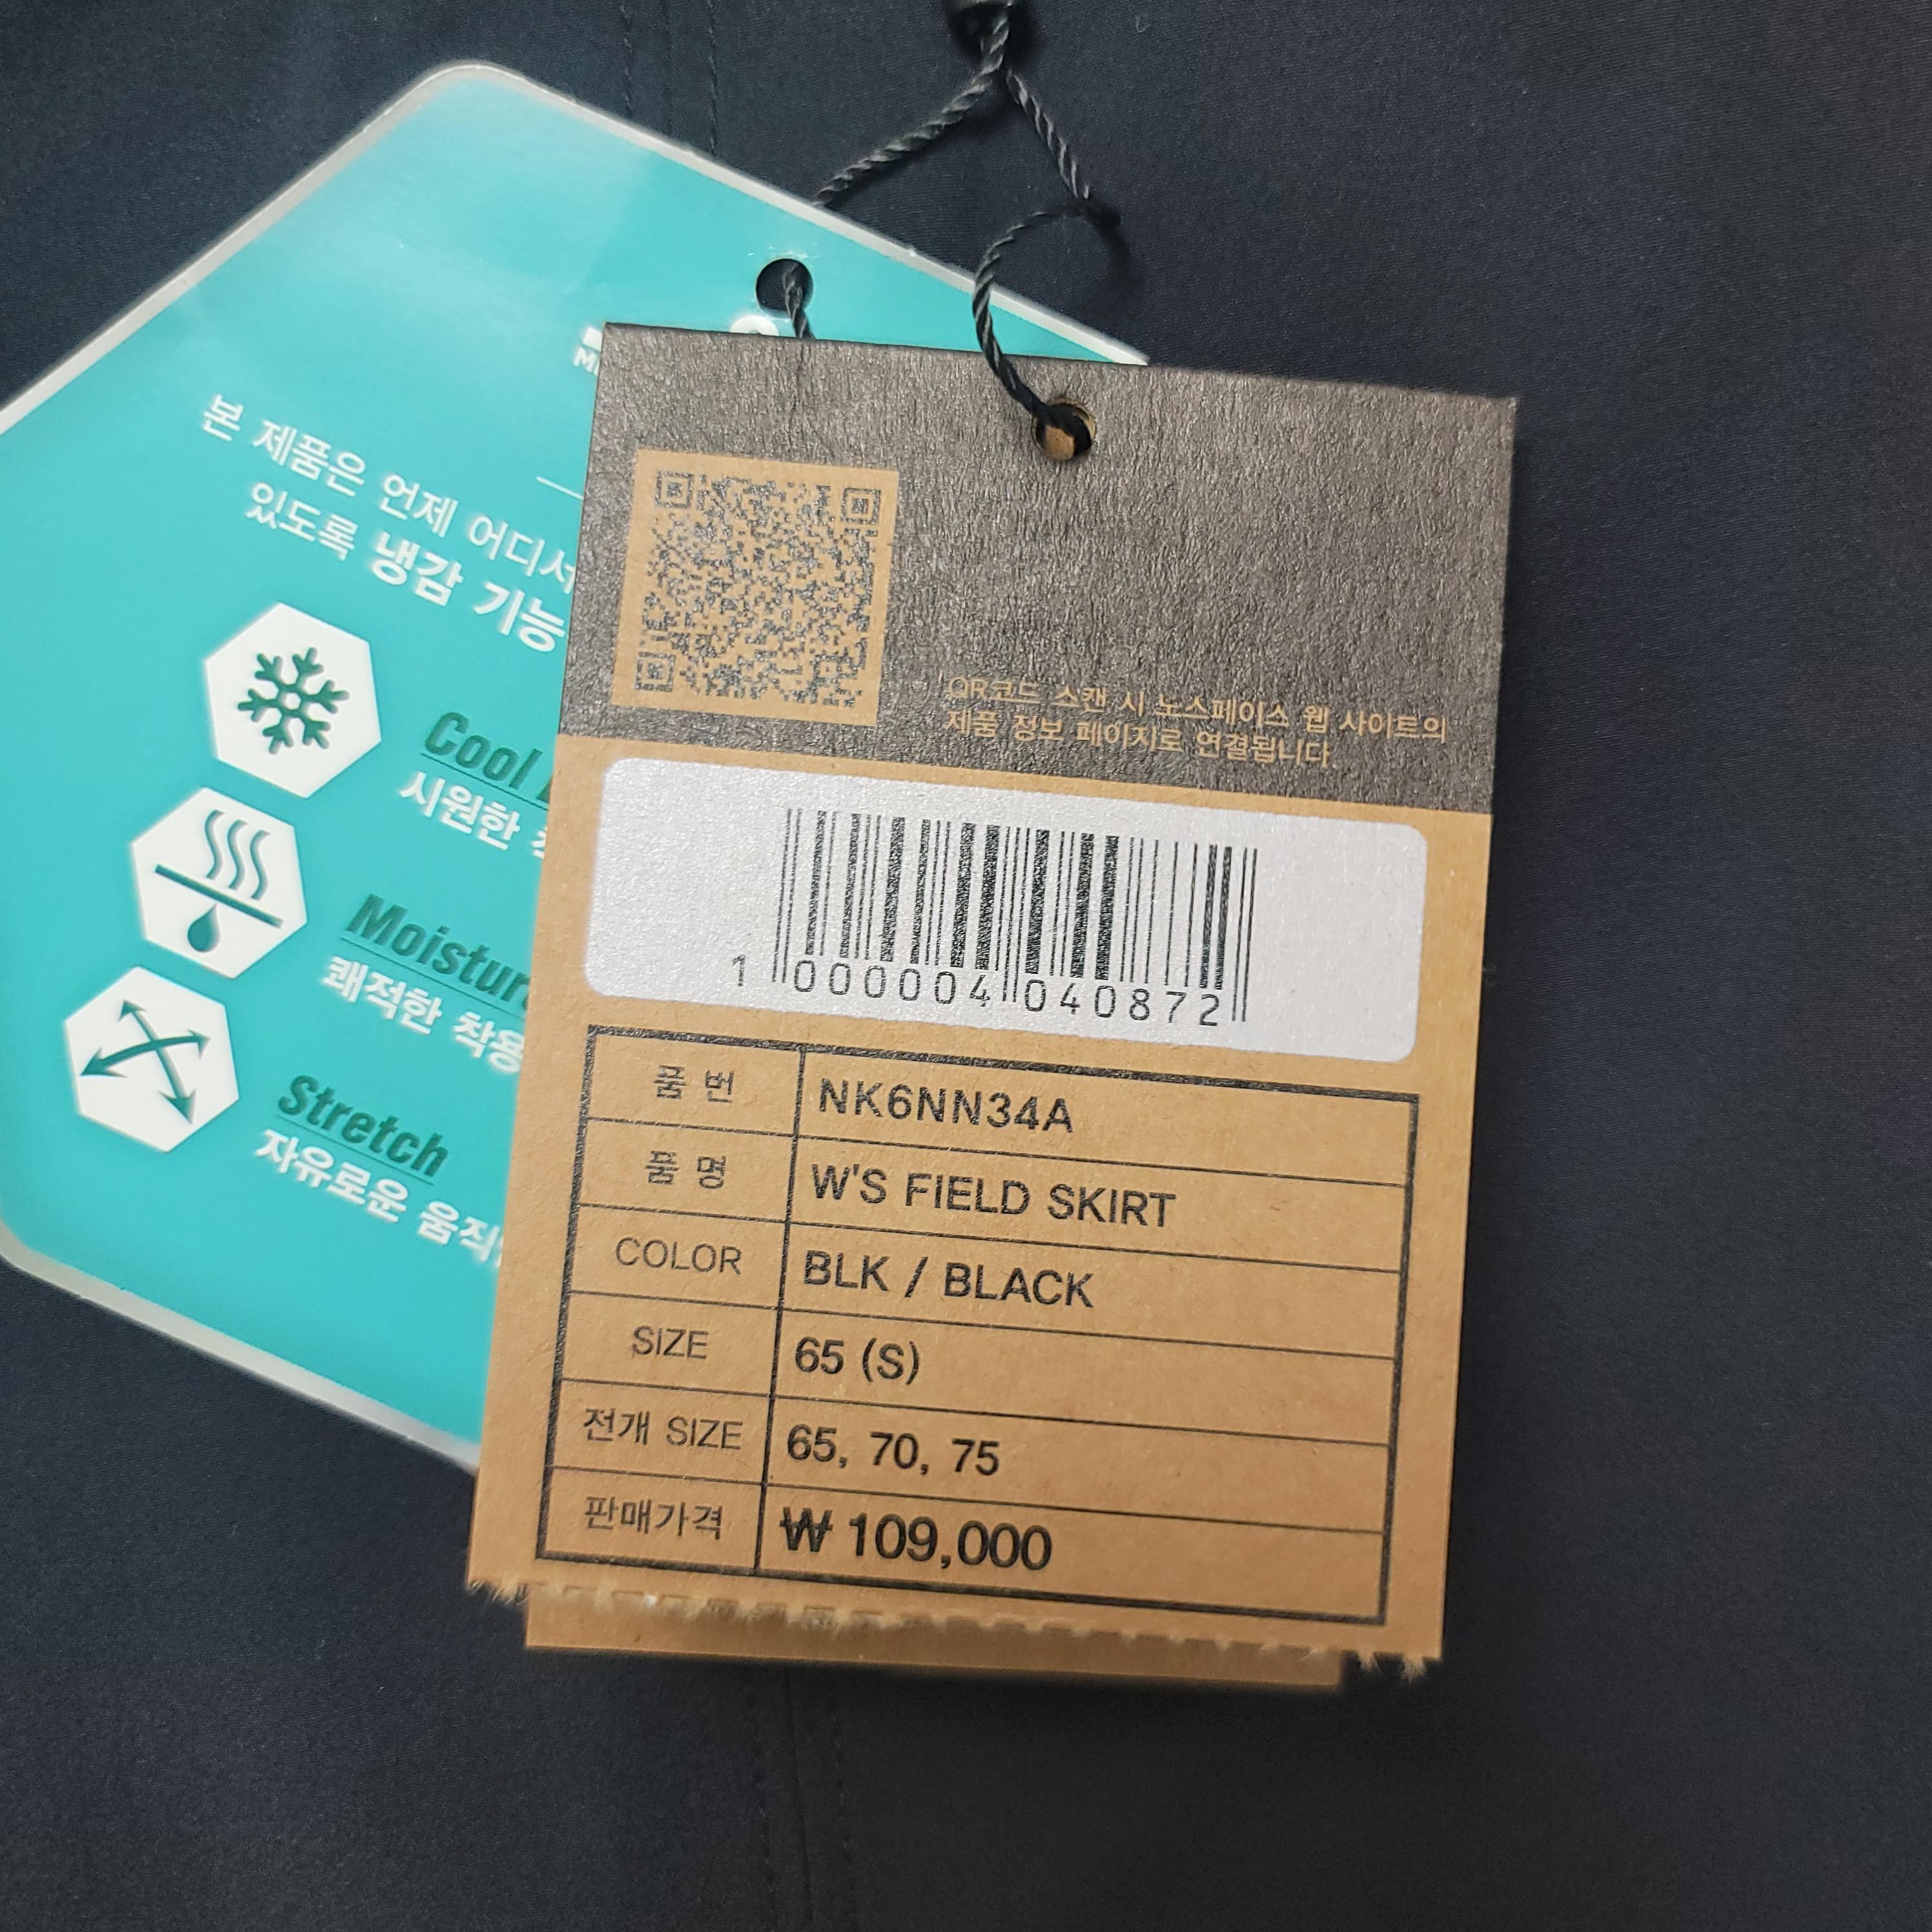 본 제품은 언제 어디서
있도록 냉감 기능
Cool
시원한
Moistur
쾌적한 착용
Stretch
자유로운 움직
QR코드 스캔 시 노스페이스 웹 사이트의
제품 정보 페이지로 연결됩니다.
1 000004 040872
품 번 NK6NN34A
품 명 W'S FIELD SKIRT
COLOR BLK / BLACK
SIZE 65 (S)
전개 SIZE 65, 70, 75
판매가격 ₩ 109,000